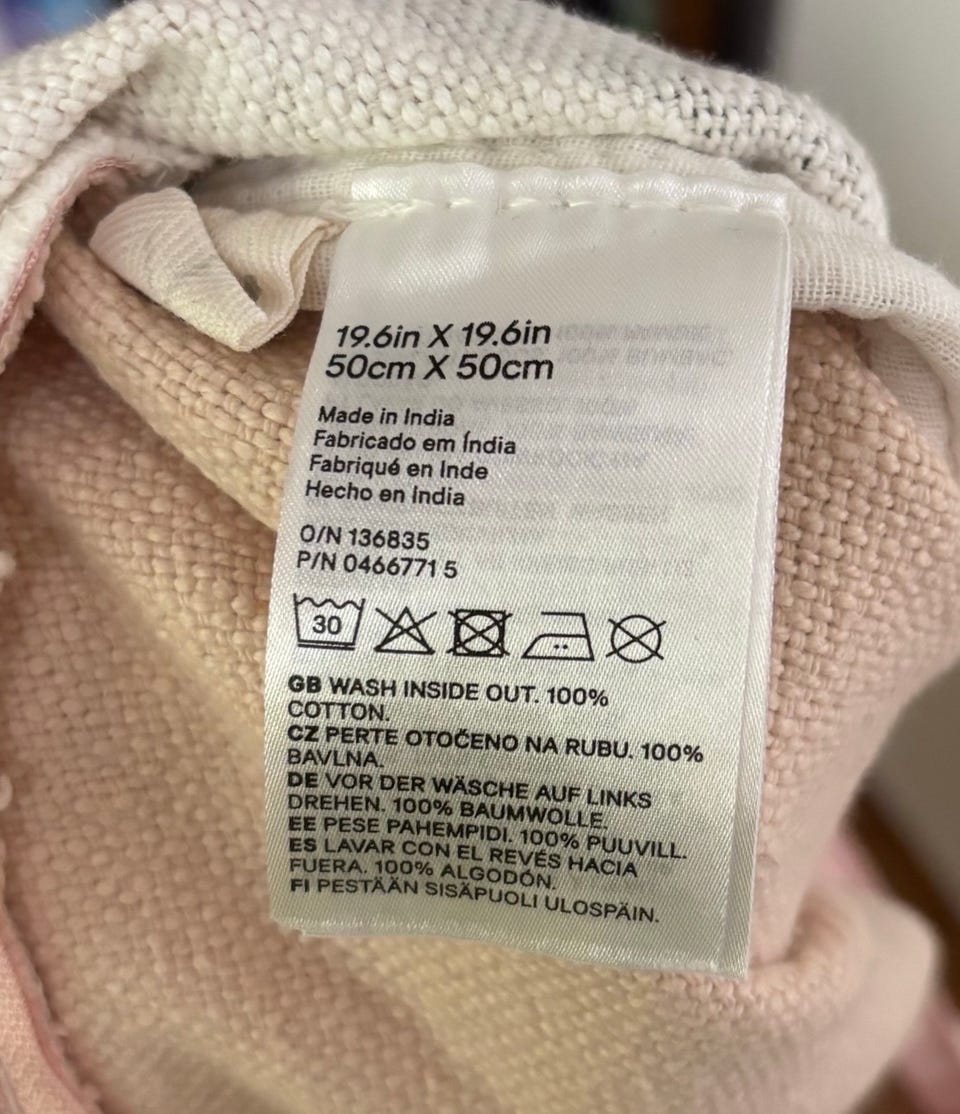 19.6in X 19.6in
50cm X 50cm
Made in India
Fabricado em Índia
Fabriqué en Inde
Hecho en India
O/N 136835
P/N 0466771 5
30
GB WASH INSIDE OUT. 100%
COTTON.
CZ PERTE OTOČENO NA RUBU. 100%
BAVLNA.
DE VOR DER WÄSCHE AUF LINKS
DREHEN. 100% BAUMWOLLE.
EE PESE PAHEMPIDI. 100% PUUVILL.
ES LAVAR CON EL REVÉS HACIA
FUERA. 100% ALGODÓN.
FI PESTÄÄN SISÄPUOLI ULOSPÄIN.